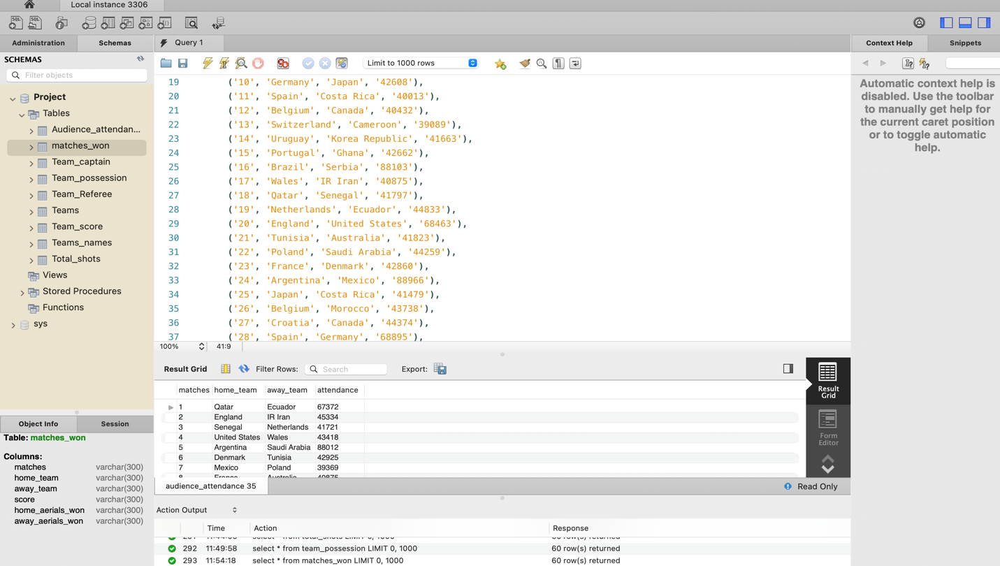 Local instance 3306
Administration
Schemas
Query 1
Context Help
Snippets
SCHEMAS
Filter objects
Project
Tables
Audience_attendan...
matches_won
Team_captain
Team_possession
Team_Referee
Teams
Team_score
Teams_names
Total_shots
Views
Stored Procedures
Functions
sys
Object Info
Session
Table: matches_won
Columns:
matches varchar(300)
home_team varchar(300)
away_team varchar(300)
score varchar(300)
home_aerials_won varchar(300)
away_aerials_won varchar(300)
Limit to 1000 rows
19 ('10', 'Germany', 'Japan', '42608'),
20 ('11', 'Spain', 'Costa Rica', '40013'),
21 ('12', 'Belgium', 'Canada', '40432'),
22 ('13', 'Switzerland', 'Cameroon', '39089'),
23 ('14', 'Uruguay', 'Korea Republic', '41663'),
24 ('15', 'Portugal', 'Ghana', '42662'),
25 ('16', 'Brazil', 'Serbia', '88103'),
26 ('17', 'Wales', 'IR Iran', '40875'),
27 ('18', 'Qatar', 'Senegal', '41797'),
28 ('19', 'Netherlands', 'Ecuador', '44833'),
29 ('20', 'England', 'United States', '68463'),
30 ('21', 'Tunisia', 'Australia', '41823'),
31 ('22', 'Poland', 'Saudi Arabia', '44259'),
32 ('23', 'France', 'Denmark', '42860'),
33 ('24', 'Argentina', 'Mexico', '88966'),
34 ('25', 'Japan', 'Costa Rica', '41479'),
35 ('26', 'Belgium', 'Morocco', '43738'),
36 ('27', 'Croatia', 'Canada', '44374'),
37 ('28', 'Spain', 'Germany', '68895'),
100% 41:9
Result Grid Filter Rows: Search Export:
matches home_team away_team attendance
1 Qatar Ecuador 67372
2 England IR Iran 45334
3 Senegal Netherlands 41721
4 United States Wales 43418
5 Argentina Saudi Arabia 88012
6 Denmark Tunisia 42925
7 Mexico Poland 39369
8 France Australia 40875
Result
Grid
Form
Editor
audience_attendance 35
Read Only
Action Output
Time Action Response
291 11:44:08 select * from total_shots LIMIT 0, 1000 60 row(s) returned
292 11:49:58 select * from team_possession LIMIT 0, 1000 60 row(s) returned
293 11:54:18 select * from matches_won LIMIT 0, 1000 60 row(s) returned
Automatic context help is
disabled. Use the toolbar
to manually get help for
the current caret position
or to toggle automatic
help.